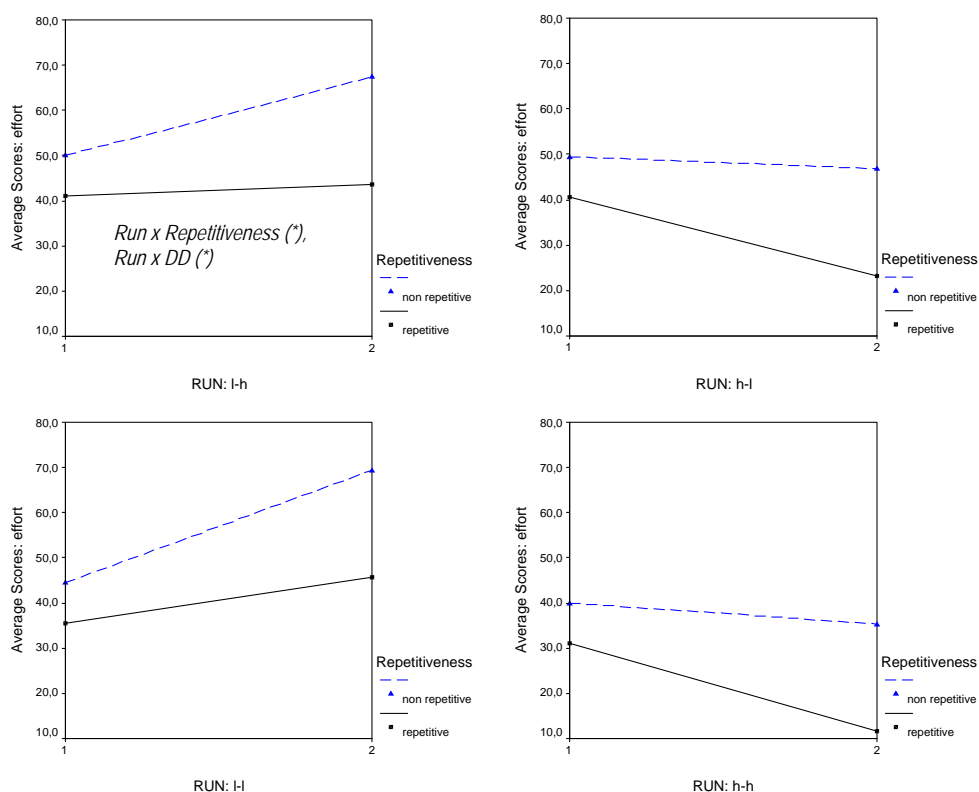 80,0
70,0
60,0
50,0
40,0
30,0
20,0
10,0
Average Scores: effort
Run x Repetitiveness (*),
Run x DD (*)
1
2
RUN: l-h
Repetitiveness
non repetitive
repetitive
80,0
70,0
60,0
50,0
40,0
30,0
20,0
10,0
Average Scores: effort
1
2
RUN: h-l
Repetitiveness
non repetitive
repetitive
80,0
70,0
60,0
50,0
40,0
30,0
20,0
10,0
Average Scores: effort
1
2
RUN: l-l
Repetitiveness
non repetitive
repetitive
80,0
70,0
60,0
50,0
40,0
30,0
20,0
10,0
Average Scores: effort
1
2
RUN: h-h
Repetitiveness
non repetitive
repetitive